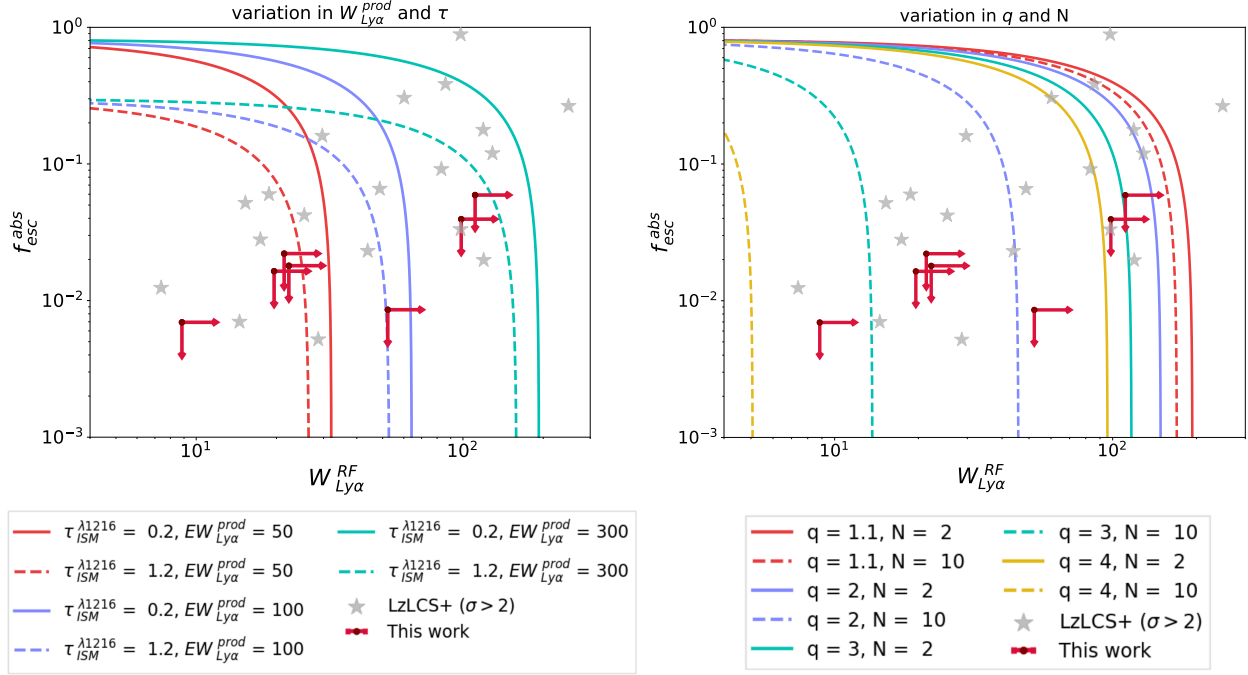 variation in W_{Lyα}^{prod} and τ
10^0
10^{-1}
10^{-2}
10^{-3}
f_{esc}^{abs}
10^1
10^2
W_{Lyα}^{RF}
τ_{ISM}^{λ1216} = 0.2, EW_{Lyα}^{prod} = 50
τ_{ISM}^{λ1216} = 1.2, EW_{Lyα}^{prod} = 50
τ_{ISM}^{λ1216} = 0.2, EW_{Lyα}^{prod} = 100
τ_{ISM}^{λ1216} = 1.2, EW_{Lyα}^{prod} = 100
τ_{ISM}^{λ1216} = 0.2, EW_{Lyα}^{prod} = 300
τ_{ISM}^{λ1216} = 1.2, EW_{Lyα}^{prod} = 300
LzLCS+ (σ > 2)
This work
variation in q and N
10^0
10^{-1}
10^{-2}
10^{-3}
f_{esc}^{abs}
10^1
10^2
W_{Lyα}^{RF}
q = 1.1, N = 2
q = 1.1, N = 10
q = 2, N = 2
q = 2, N = 10
q = 3, N = 2
q = 3, N = 10
q = 4, N = 2
q = 4, N = 10
LzLCS+ (σ > 2)
This work